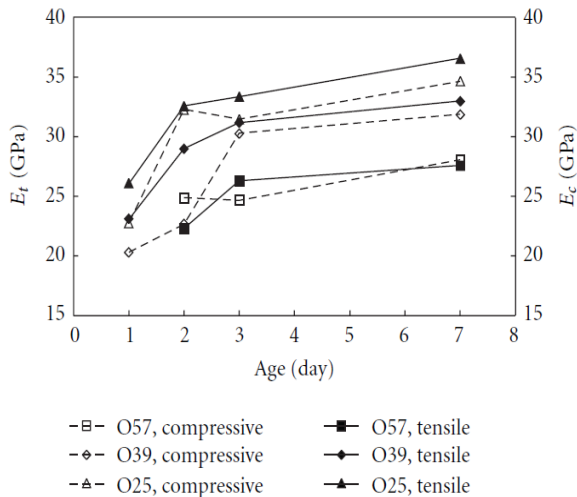 40
35
30
25
20
15
E_t (GPa)
40
35
30
25
20
15
E_c (GPa)
0 1 2 3 4 5 6 7 8
Age (day)
O57, compressive
O39, compressive
O25, compressive
O57, tensile
O39, tensile
O25, tensile